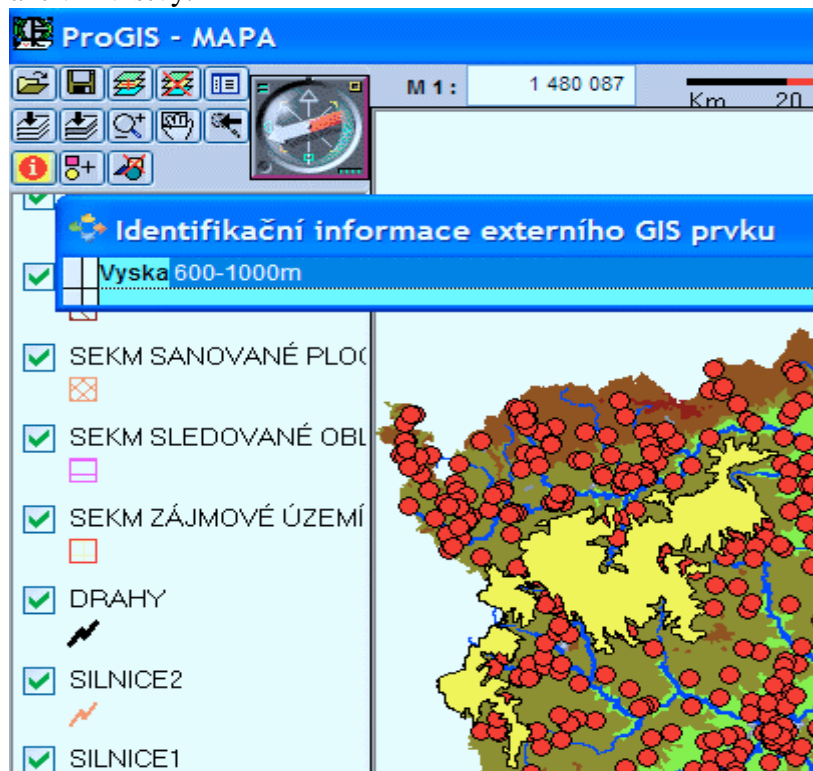 ProGIS - MAPA
M 1 : 1 480 087
Km 20
Identifikační informace externího GIS prvku
Vyska 600-1000m
SEKM SANOVANÉ PLO
SEKM SLEDOVANÉ OBL
SEKM ZÁJMOVÉ ÚZEMÍ
DRAHY
SILNICE2
SILNICE1